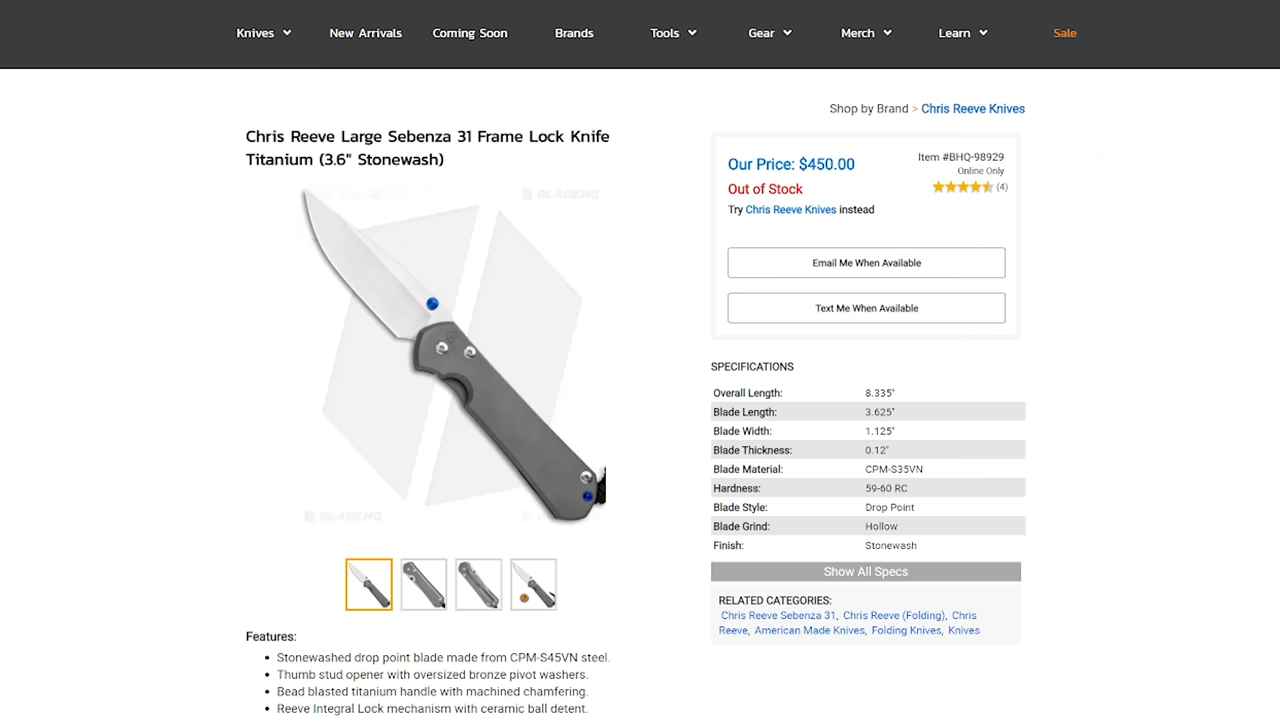 Knives
New Arrivals
Coming Soon
Brands
Tools
Gear
Merch
Learn
Sale
Shop by Brand > Chris Reeve Knives
Chris Reeve Large Sebenza 31 Frame Lock Knife
Titanium (3.6" Stonewash)
BLADEHQ
BLADEHQ
Our Price: $450.00
Item #BHQ-98929
Online Only
Out of Stock
(4)
Try Chris Reeve Knives instead
Email Me When Available
Text Me When Available
SPECIFICATIONS
Overall Length: 8.335"
Blade Length: 3.625"
Blade Width: 1.125"
Blade Thickness: 0.12"
Blade Material: CPM-S35VN
Hardness: 59-60 RC
Blade Style: Drop Point
Blade Grind: Hollow
Finish: Stonewash
Show All Specs
RELATED CATEGORIES:
Chris Reeve Sebenza 31, Chris Reeve (Folding), Chris
Reeve, American Made Knives, Folding Knives, Knives
Features:
• Stonewashed drop point blade made from CPM-S45VN steel.
• Thumb stud opener with oversized bronze pivot washers.
• Bead blasted titanium handle with machined chamfering.
• Reeve Integral Lock mechanism with ceramic ball detent.